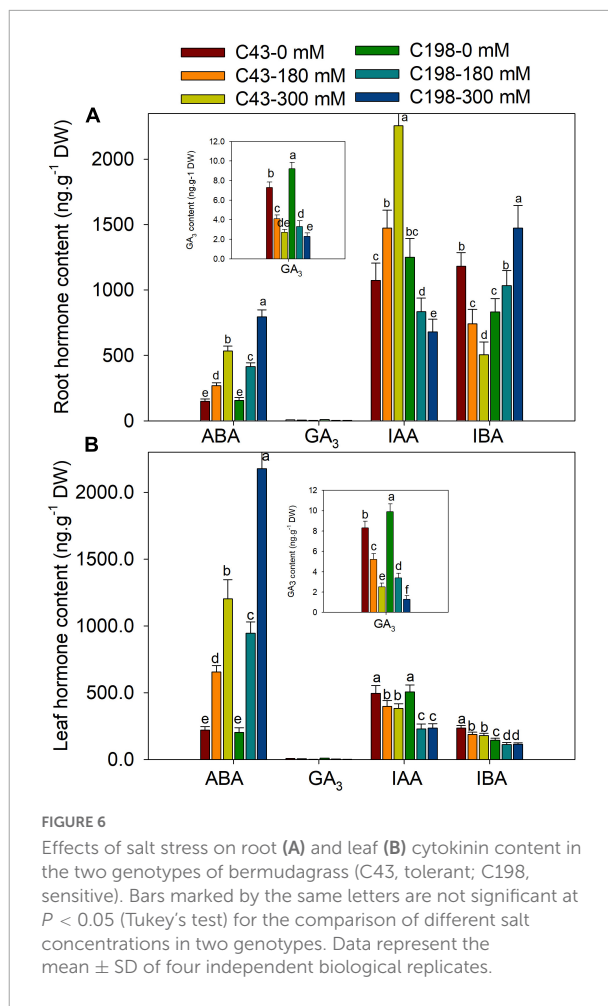 C43-0 mM C198-0 mM
C43-180 mM C198-180 mM
C43-300 mM C198-300 mM
A
Root hormone content (ng.g-1 DW)
2000
1500
1000
500
0
GA3 content (ng.g-1 DW)
12.0
10.0
8.0
6.0
4.0
2.0
0.0
b c de a d e
GA3
e d b e c a
c b a bc d e
b c d c b a
ABA GA3 IAA IBA
B
Leaf hormone content (ng.g-1 DW)
2000.0
1500.0
1000.0
500.0
0.0
GA3 content (ng.g-1 DW)
12
10
8
6
4
2
0
b c e a d f
GA3
e d b e c a
a b b a c c
a b b c d d
ABA GA3 IAA IBA
FIGURE 6
Effects of salt stress on root (A) and leaf (B) cytokinin content in
the two genotypes of bermudagrass (C43, tolerant; C198,
sensitive). Bars marked by the same letters are not significant at
P < 0.05 (Tukey's test) for the comparison of different salt
concentrations in two genotypes. Data represent the
mean ± SD of four independent biological replicates.